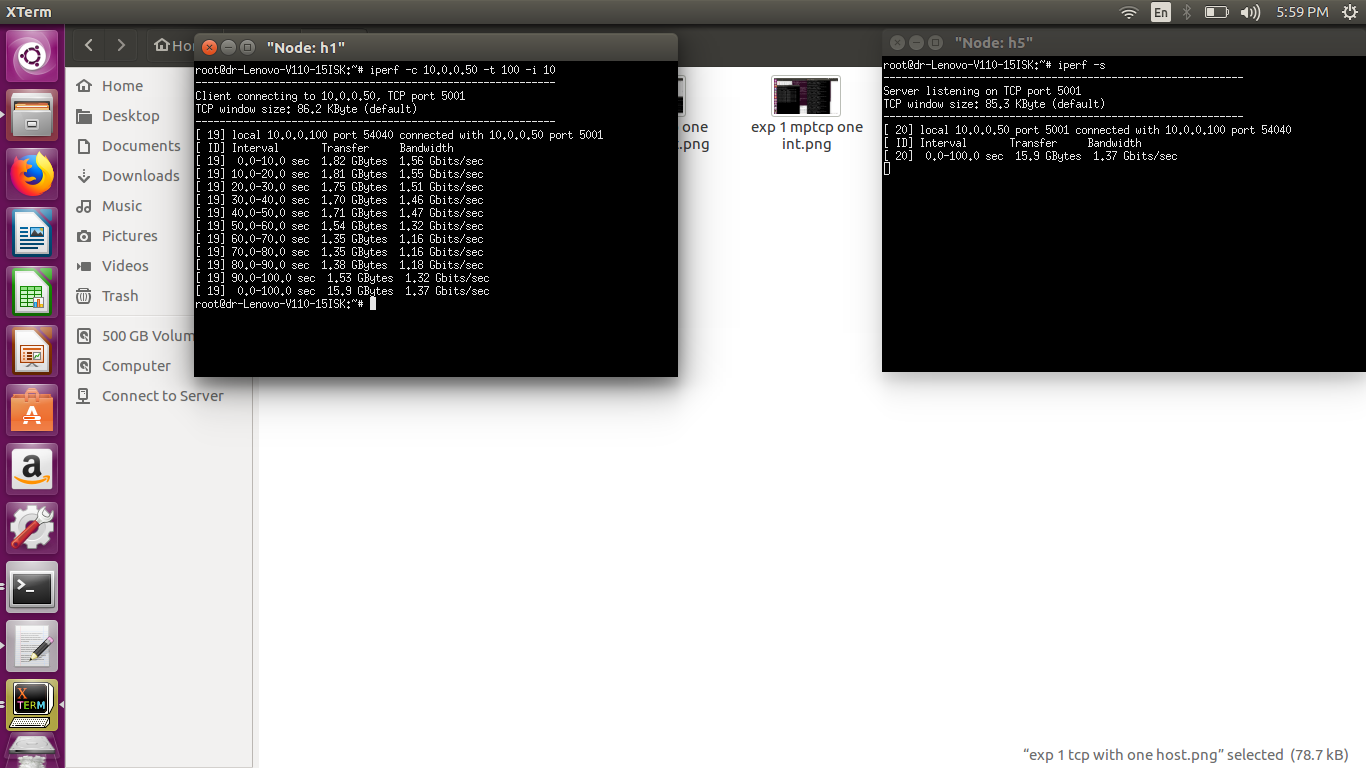 XTerm
En
5:59 PM
Ho
Home
Desktop
Documents
Downloads
Music
Pictures
Videos
Trash
500 GB Volum
Computer
Connect to Server
"Node: h1"
root@dr-Lenovo-V110-15ISK:~# iperf -c 10.0.0.50 -t 100 -i 10
------------------------------------------------------------
Client connecting to 10.0.0.50, TCP port 5001
TCP window size: 86.2 KByte (default)
------------------------------------------------------------
[ 19] local 10.0.0.100 port 54040 connected with 10.0.0.50 port 5001
[ ID] Interval       Transfer     Bandwidth
[ 19]  0.0-10.0 sec  1.82 GBytes  1.56 Gbits/sec
[ 19] 10.0-20.0 sec  1.81 GBytes  1.55 Gbits/sec
[ 19] 20.0-30.0 sec  1.75 GBytes  1.51 Gbits/sec
[ 19] 30.0-40.0 sec  1.70 GBytes  1.46 Gbits/sec
[ 19] 40.0-50.0 sec  1.71 GBytes  1.47 Gbits/sec
[ 19] 50.0-60.0 sec  1.54 GBytes  1.32 Gbits/sec
[ 19] 60.0-70.0 sec  1.35 GBytes  1.16 Gbits/sec
[ 19] 70.0-80.0 sec  1.35 GBytes  1.16 Gbits/sec
[ 19] 80.0-90.0 sec  1.38 GBytes  1.18 Gbits/sec
[ 19] 90.0-100.0 sec  1.53 GBytes  1.32 Gbits/sec
[ 19]  0.0-100.0 sec  15.9 GBytes  1.37 Gbits/sec
root@dr-Lenovo-V110-15ISK:~#
one
.png
exp 1 mptcp one
int.png
"Node: h5"
root@dr-Lenovo-V110-15ISK:~# iperf -s
------------------------------------------------------------
Server listening on TCP port 5001
TCP window size: 85.3 KByte (default)
------------------------------------------------------------
[ 20] local 10.0.0.50 port 5001 connected with 10.0.0.100 port 54040
[ ID] Interval       Transfer     Bandwidth
[ 20]  0.0-100.0 sec  15.9 GBytes  1.37 Gbits/sec
X
TERM
“exp 1 tcp with one host.png” selected (78.7 kB)